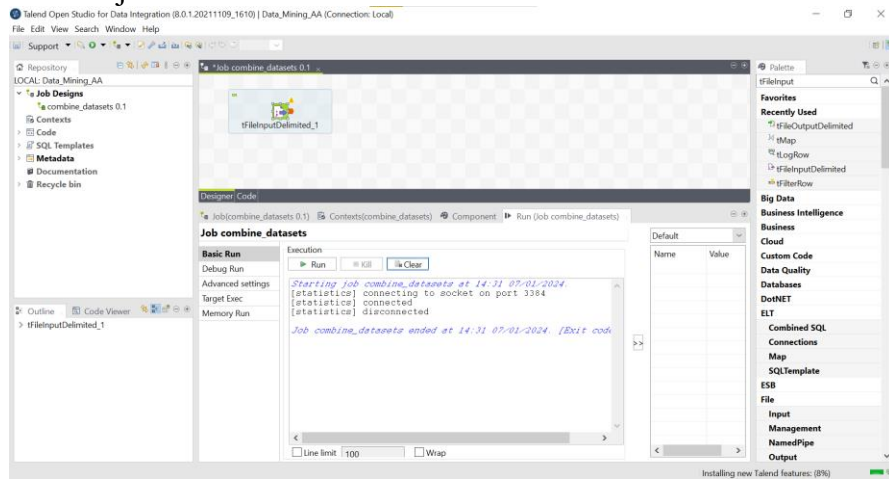 Talend Open Studio for Data Integration (8.0.1.20211109_1610) | Data_Mining_AA (Connection: Local)
File Edit View Search Window Help
Support
Repository
LOCAL: Data_Mining_AA
Job Designs
combine_datasets 0.1
Contexts
Code
SQL Templates
Metadata
Documentation
Recycle bin
Outline
Code Viewer
tFileInputDelimited_1
*Job combine_datasets 0.1
tFileInputDelimited_1
Designer Code
Job(combine_datasets 0.1)
Contexts(combine_datasets)
Component
Run (Job combine_datasets)
Job combine_datasets
Basic Run
Debug Run
Advanced settings
Target Exec
Memory Run
Execution
Run
Kill
Clear
Starting job combine_datasets at 14:31 07/01/2024.
[statistics] connecting to socket on port 3384
[statistics] connected
[statistics] disconnected
Job combine_datasets ended at 14:31 07/01/2024. [Exit code
Line limit 100
Wrap
Default
Name Value
>>
Palette
tFileInput
Favorites
Recently Used
tFileOutputDelimited
tMap
tLogRow
tFileInputDelimited
tFilterRow
Big Data
Business Intelligence
Business
Cloud
Custom Code
Data Quality
Databases
DotNET
ELT
Combined SQL
Connections
Map
SQLTemplate
ESB
File
Input
Management
NamedPipe
Output
Installing new Talend features: (8%)